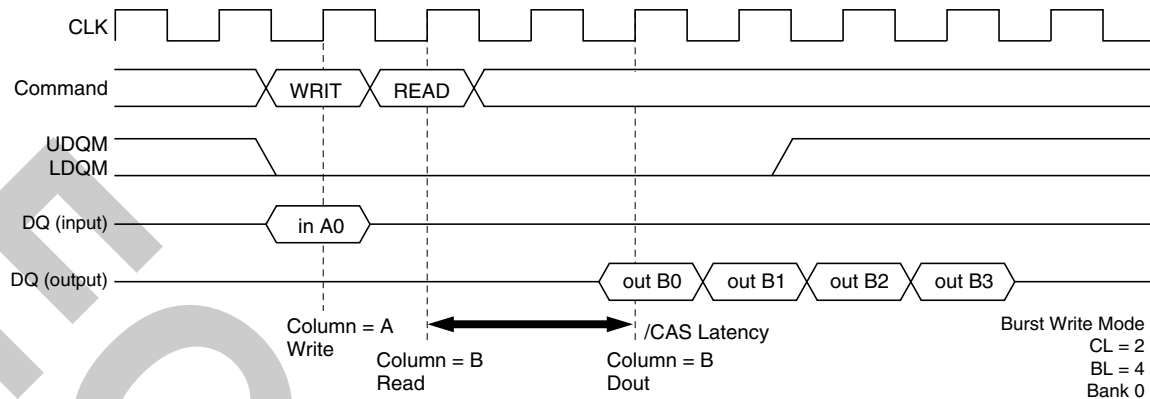 CLK
Command
WRIT
READ
UDQM
LDQM
DQ (input)
in A0
DQ (output)
out B0
out B1
out B2
out B3
Column = A
Write
/CAS Latency
Column = B
Read
Column = B
Dout
Burst Write Mode
CL = 2
BL = 4
Bank 0